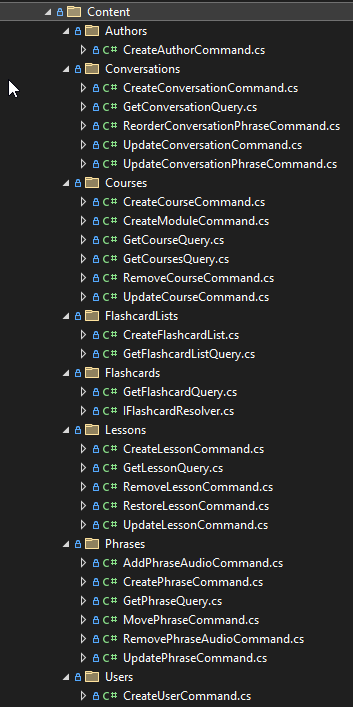 Content
Authors
C# CreateAuthorCommand.cs
Conversations
C# CreateConversationCommand.cs
C# GetConversationQuery.cs
C# ReorderConversationPhraseCommand.cs
C# UpdateConversationCommand.cs
C# UpdateConversationPhraseCommand.cs
Courses
C# CreateCourseCommand.cs
C# CreateModuleCommand.cs
C# GetCourseQuery.cs
C# GetCoursesQuery.cs
C# RemoveCourseCommand.cs
C# UpdateCourseCommand.cs
FlashcardLists
C# CreateFlashcardList.cs
C# GetFlashcardListQuery.cs
Flashcards
C# GetFlashcardQuery.cs
C# IFlashcardResolver.cs
Lessons
C# CreateLessonCommand.cs
C# GetLessonQuery.cs
C# RemoveLessonCommand.cs
C# RestoreLessonCommand.cs
C# UpdateLessonCommand.cs
Phrases
C# AddPhraseAudioCommand.cs
C# CreatePhraseCommand.cs
C# GetPhraseQuery.cs
C# MovePhraseCommand.cs
C# RemovePhraseAudioCommand.cs
C# UpdatePhraseCommand.cs
Users
C# CreateUserCommand.cs